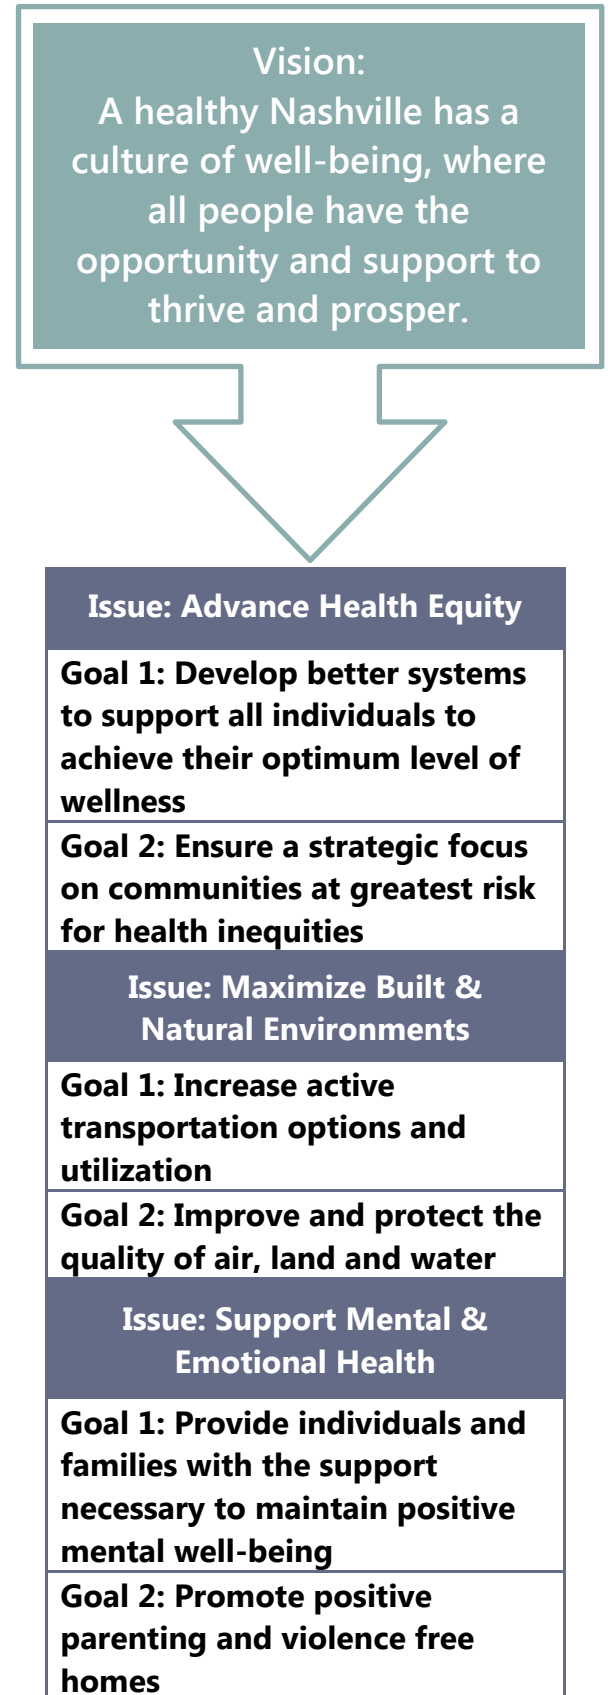 Vision:
A healthy Nashville has a
culture of well-being, where
all people have the
opportunity and support to
thrive and prosper.
Issue: Advance Health Equity
Goal 1: Develop better systems
to support all individuals to
achieve their optimum level of
wellness
Goal 2: Ensure a strategic focus
on communities at greatest risk
for health inequities
Issue: Maximize Built &
Natural Environments
Goal 1: Increase active
transportation options and
utilization
Goal 2: Improve and protect the
quality of air, land and water
Issue: Support Mental &
Emotional Health
Goal 1: Provide individuals and
families with the support
necessary to maintain positive
mental well-being
Goal 2: Promote positive
parenting and violence free
homes